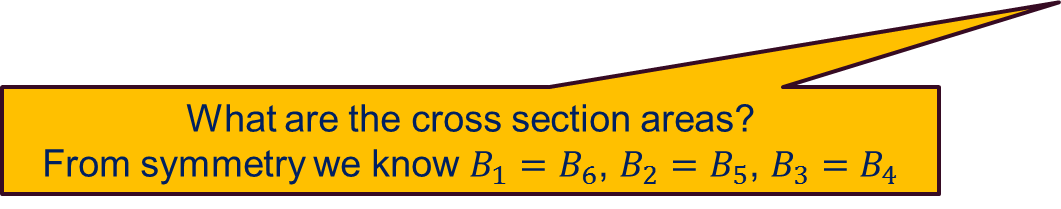 What are the cross section areas?
From symmetry we know 𝐵₁ = 𝐵₆, 𝐵₂ = 𝐵₅, 𝐵₃ = 𝐵₄